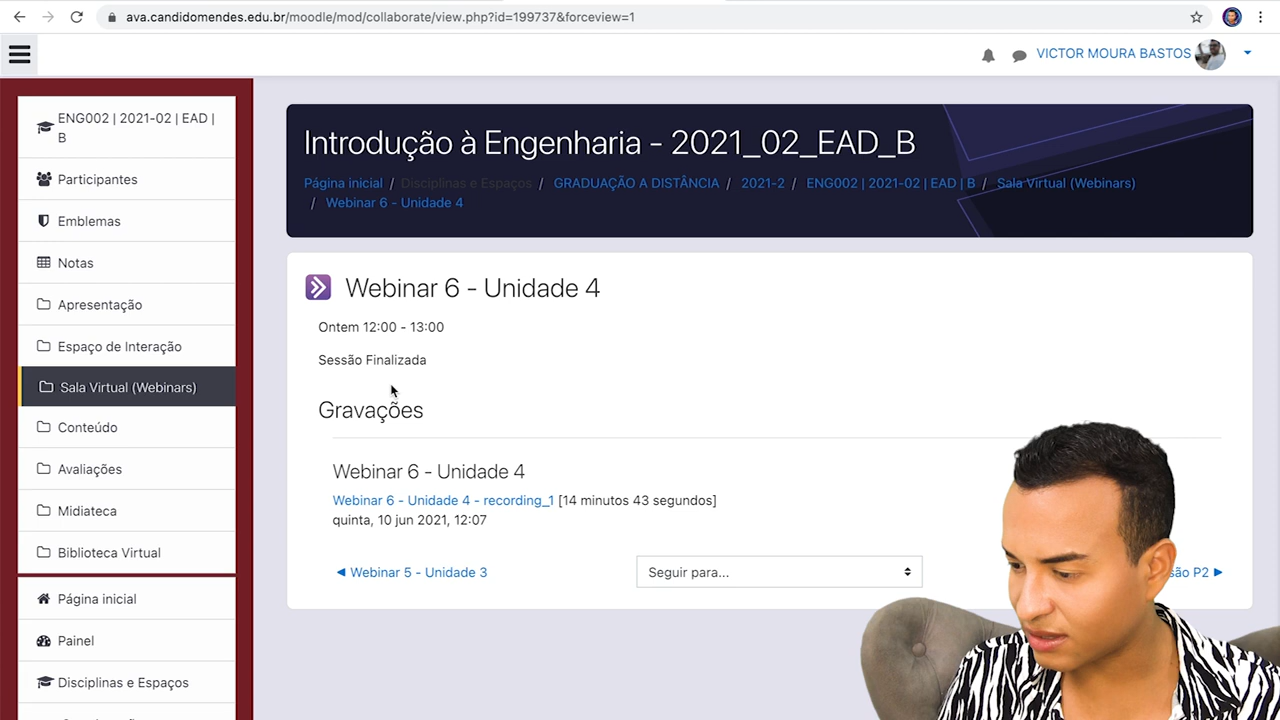 ava.candidomendes.edu.br/moodle/mod/collaborate/view.php?id=199737&forceview=1
VICTOR MOURA BASTOS
ENG002 | 2021-02 | EAD |
B
Participantes
Emblemas
Notas
Apresentação
Espaço de Interação
Sala Virtual (Webinars)
Conteúdo
Avaliações
Midiateca
Biblioteca Virtual
Página inicial
Painel
Disciplinas e Espaços
Introdução à Engenharia - 2021_02_EAD_B
Página inicial / Disciplinas e Espaços / GRADUAÇÃO A DISTÂNCIA / 2021-2 / ENG002 | 2021-02 | EAD | B / Sala Virtual (Webinars)
/ Webinar 6 - Unidade 4
Webinar 6 - Unidade 4
Ontem 12:00 - 13:00
Sessão Finalizada
Gravações
Webinar 6 - Unidade 4
Webinar 6 - Unidade 4 - recording_1 [14 minutos 43 segundos]
quinta, 10 jun 2021, 12:07
◄ Webinar 5 - Unidade 3
Seguir para...
são P2 ►